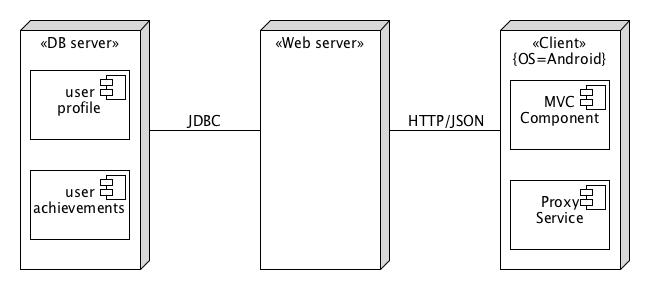 «DB server»
user
profile
user
achievements
JDBC
«Web server»
HTTP/JSON
«Client»
{OS=Android}
MVC
Component
Proxy
Service